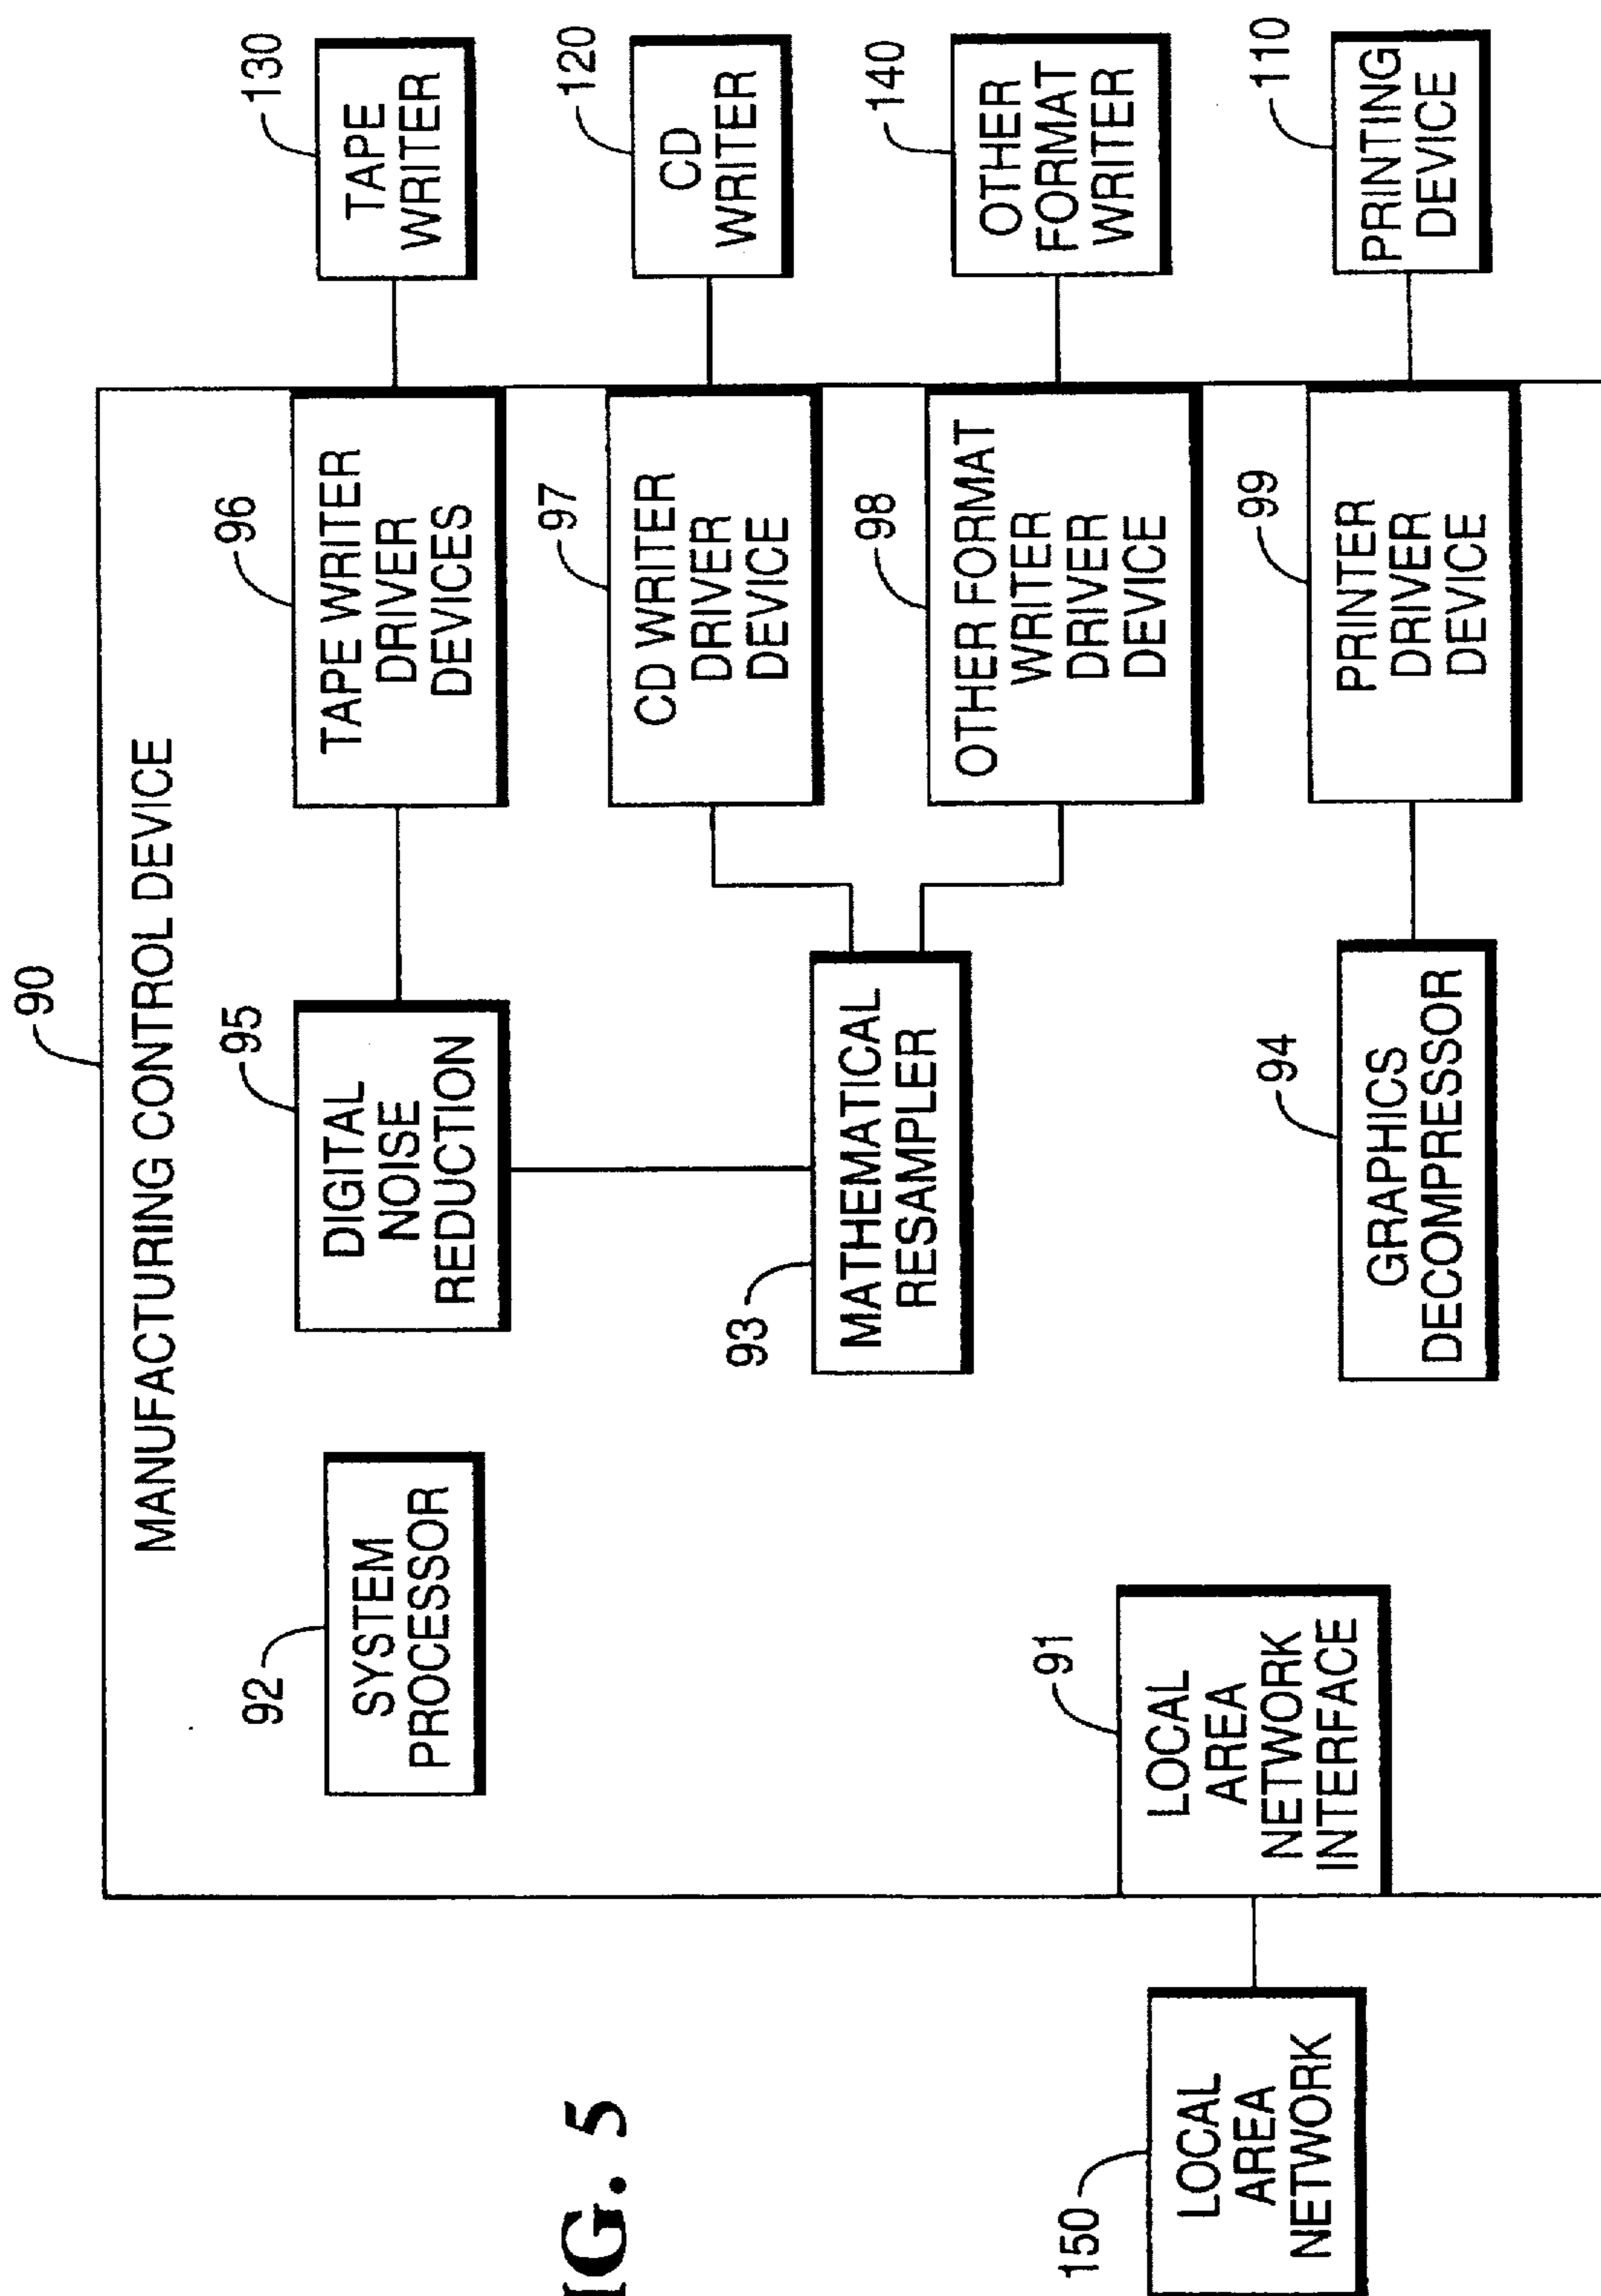 90
MANUFACTURING CONTROL DEVICE
92
SYSTEM
PROCESSOR
95
DIGITAL
NOISE
REDUCTION
96
TAPE WRITER
DRIVER
DEVICES
130
TAPE
WRITER
97
CD WRITER
DRIVER
DEVICE
120
CD
WRITER
93
MATHEMATICAL
RESAMPLER
98
OTHER FORMAT
WRITER
DRIVER
DEVICE
140
OTHER
FORMAT
WRITER
150
LOCAL
AREA
NETWORK
91
LOCAL
AREA
NETWORK
INTERFACE
94
GRAPHICS
DECOMPRESSOR
99
PRINTER
DRIVER
DEVICE
110
PRINTING
DEVICE
IG. 5